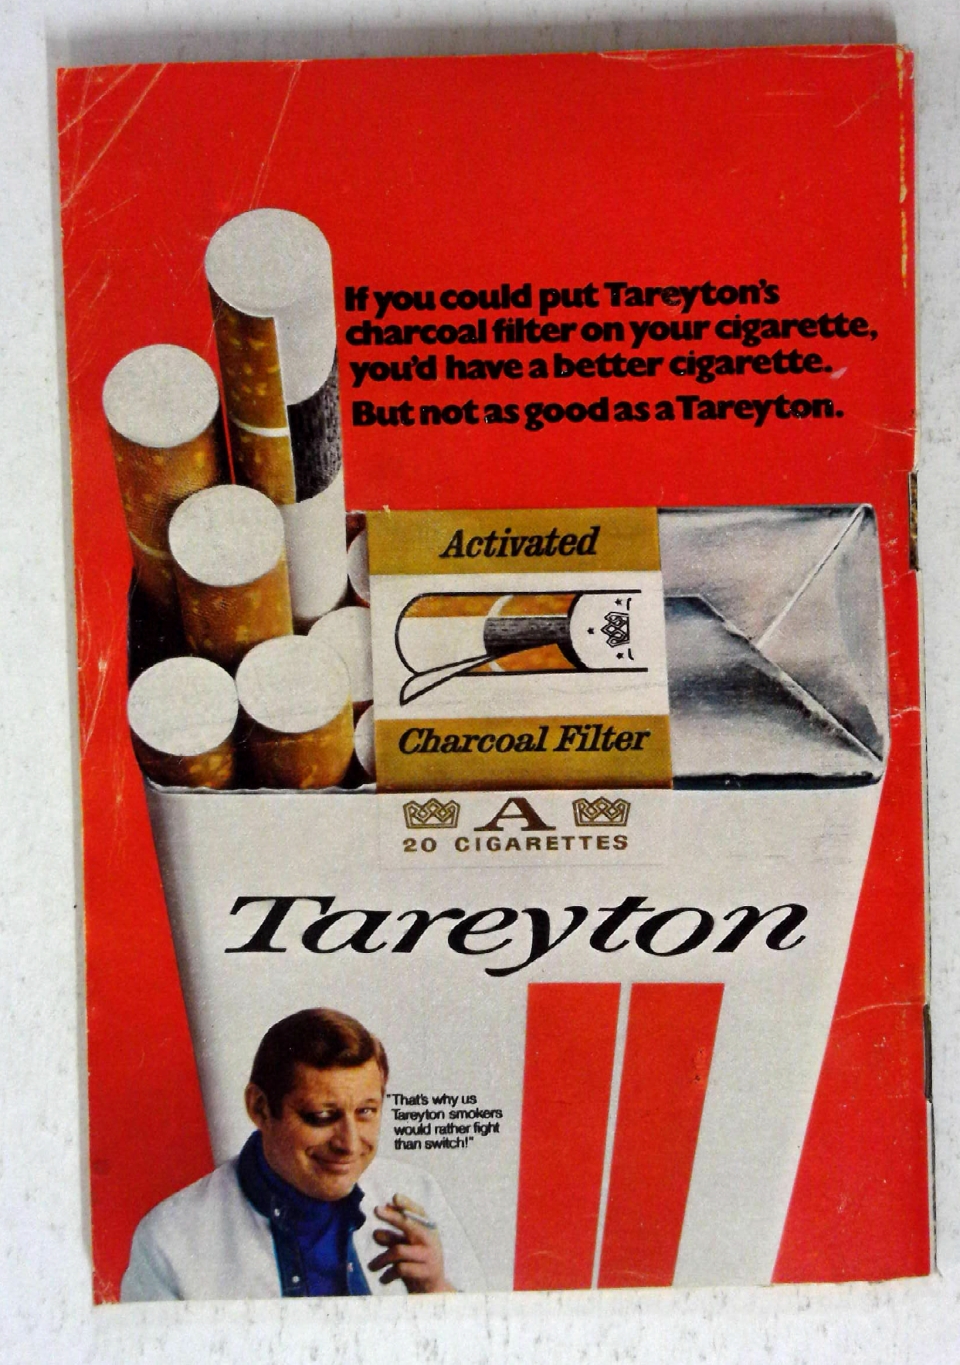 If you could put Tareyton's
charcoal filter on your cigarette,
you'd have a better cigarette.
But not as good as a Tareyton.
Activated
Charcoal Filter
A
20 CIGARETTES
Tareyton
"That's why us
Tareyton smokers
would rather fight
than switch!"